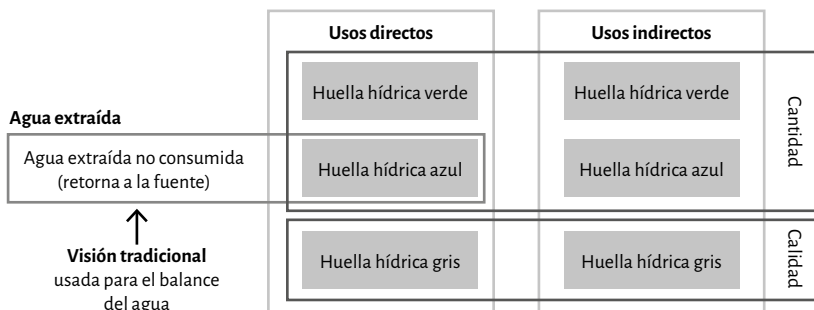 Usos directos
Usos indirectos
Huella hídrica verde
Huella hídrica verde
Cantidad
Agua extraída
Agua extraída no consumida
(retorna a la fuente)
Huella hídrica azul
Huella hídrica azul
Visión tradicional
usada para el balance
del agua
Huella hídrica gris
Huella hídrica gris
Calidad